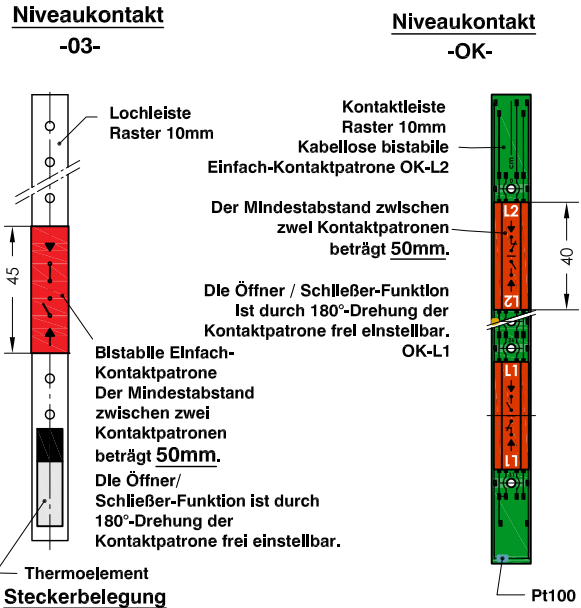 Niveaukontakt
-03-
Lochleiste
Raster 10mm
45
Bistabile Einfach-
Kontaktpatrone
Der Mindestabstand
zwischen zwei
Kontaktpatronen
beträgt 50mm.
Die Öffner/
Schließer-Funktion ist durch
180°-Drehung der
Kontaktpatrone frei einstellbar.
Thermoelement
Steckerbelegung
Niveaukontakt
-OK-
Kontaktleiste
Raster 10mm
Kabellose bistabile
Einfach-Kontaktpatrone OK-L2
Der Mindestabstand zwischen
zwei Kontaktpatronen
beträgt 50mm.
Die Öffner / Schließer-Funktion
ist durch 180°-Drehung der
Kontaktpatrone frei einstellbar.
OK-L1
cm
L2
L2
40
L1
L1
Pt100